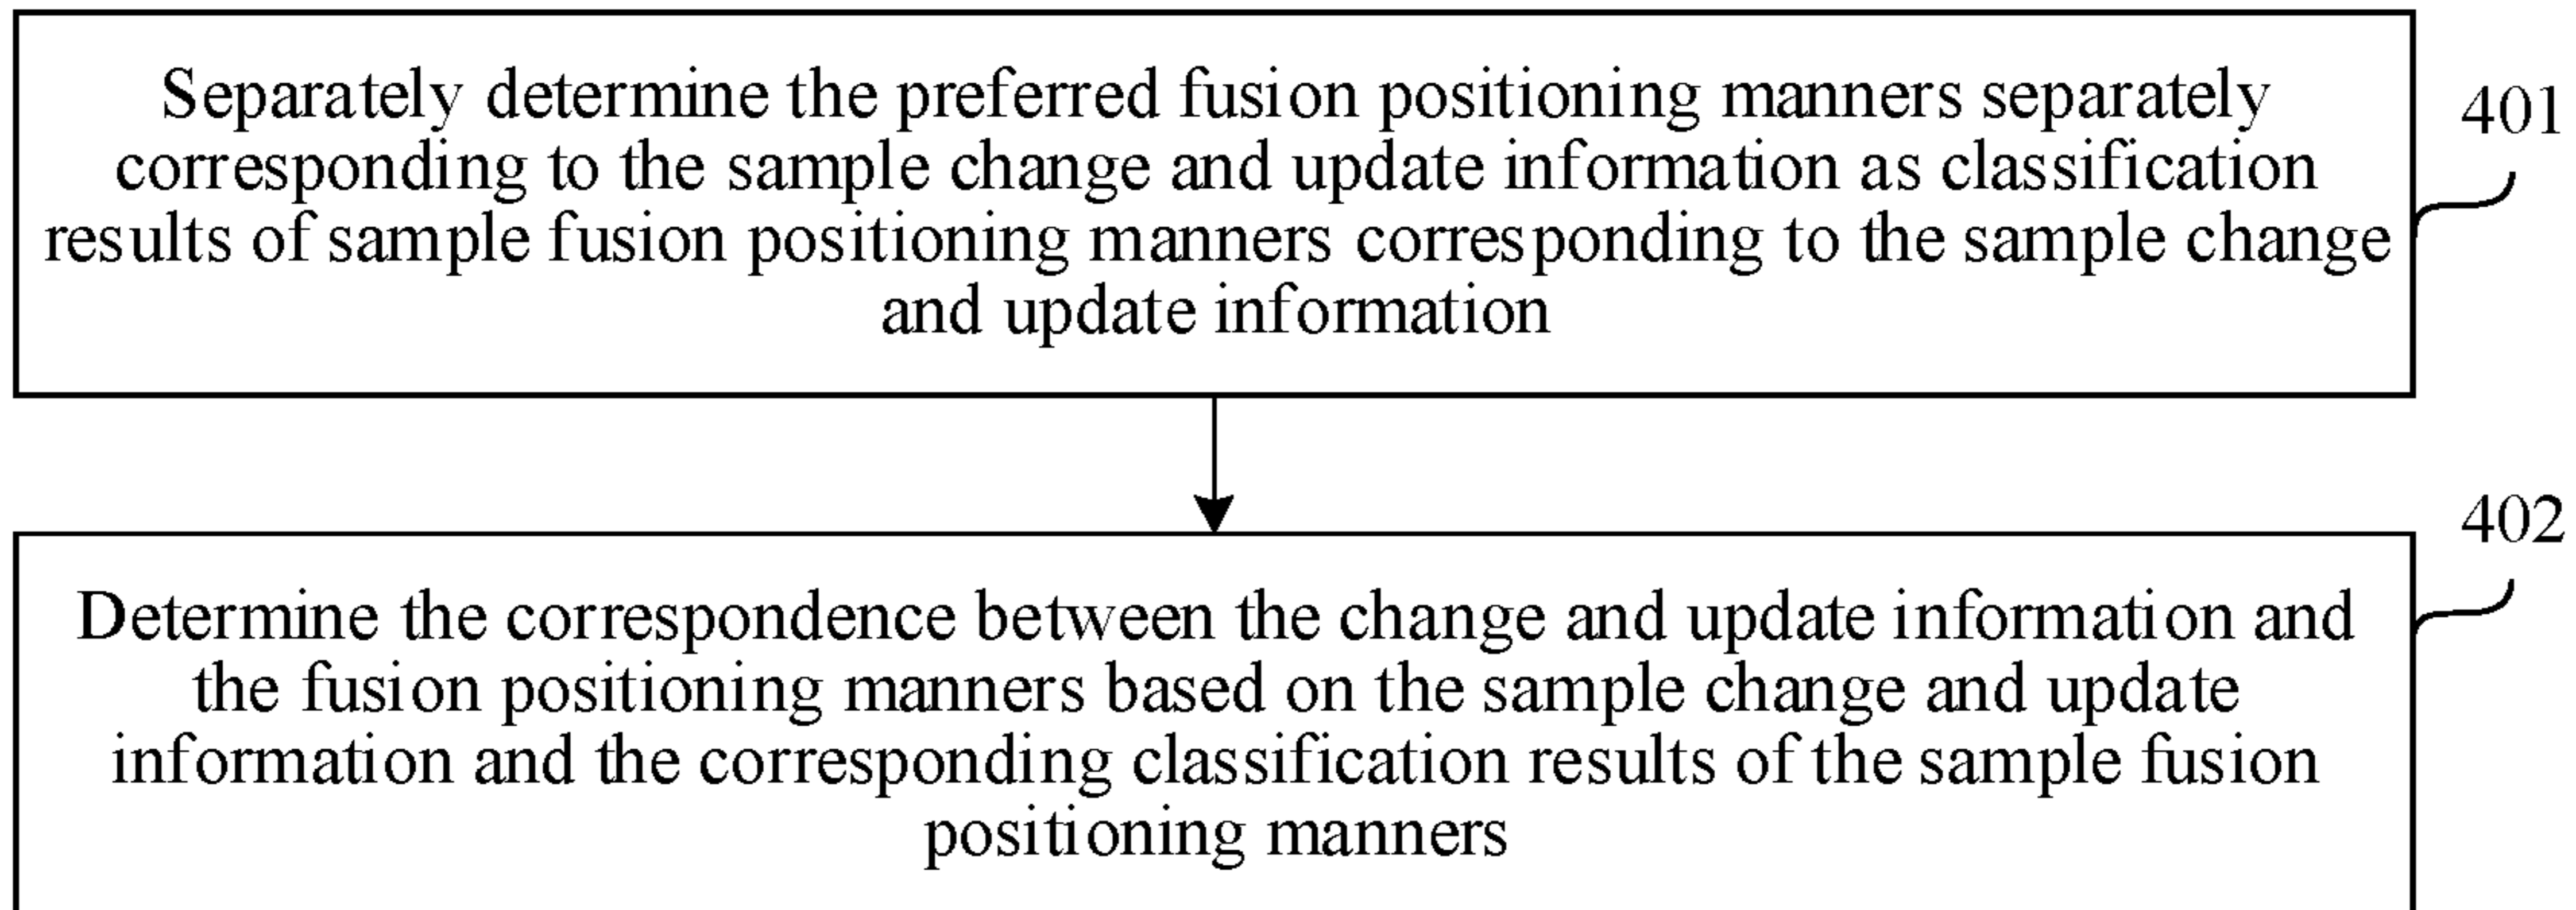 Separately determine the preferred fusion positioning manners separately
corresponding to the sample change and update information as classification
results of sample fusion positioning manners corresponding to the sample change
and update information
401
Determine the correspondence between the change and update information and
the fusion positioning manners based on the sample change and update
information and the corresponding classification results of the sample fusion
positioning manners
402